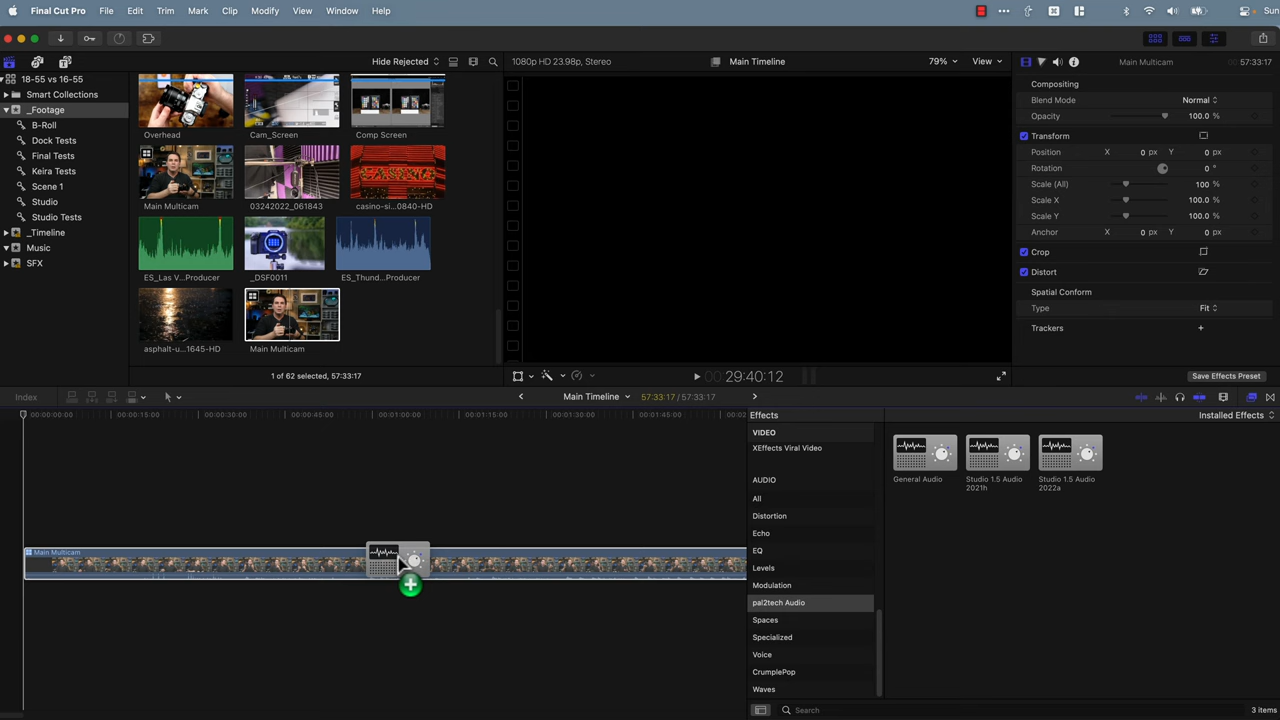 Final Cut Pro File Edit Trim Mark Clip Modify View Window Help Sun
Hide Rejected 1080p HD 23.98p, Stereo Main Timeline 79% View Main Multicam 57:33:17
18-55 vs 16-55
Smart Collections
_Footage
B-Roll
Dock Tests
Final Tests
Keira Tests
Scene 1
Studio
Studio Tests
_Timeline
Music
SFX
Overhead Cam_Screen Comp Screen
Main Multicam 03242022_061843 casino-si...0840-HD
ES_Las V...Producer _DSF0011 ES_Thund...Producer
asphalt-u...1645-HD Main Multicam
1 of 62 selected, 57:33:17
29:40:12
Compositing
Blend Mode Normal
Opacity 100.0 %
Transform
Position X 0 px Y 0 px
Rotation 0 °
Scale (All) 100 %
Scale X 100.0 %
Scale Y 100.0 %
Anchor X 0 px Y 0 px
Crop
Distort
Spatial Conform
Type Fit
Trackers
Save Effects Preset
Index Main Timeline 57:33:17 / 57:33:17
00:00:00:00 00:00:15:00 00:00:30:00 00:00:45:00 00:01:00:00 00:01:15:00 00:01:30:00 00:01:45:00
Main Multicam
Effects Installed Effects
VIDEO
XEffects Viral Video
AUDIO
All
Distortion
Echo
EQ
Levels
Modulation
pal2tech Audio
Spaces
Specialized
Voice
CrumplePop
Waves
General Audio Studio 1.5 Audio Studio 1.5 Audio
2021h 2022a
Search 3 items